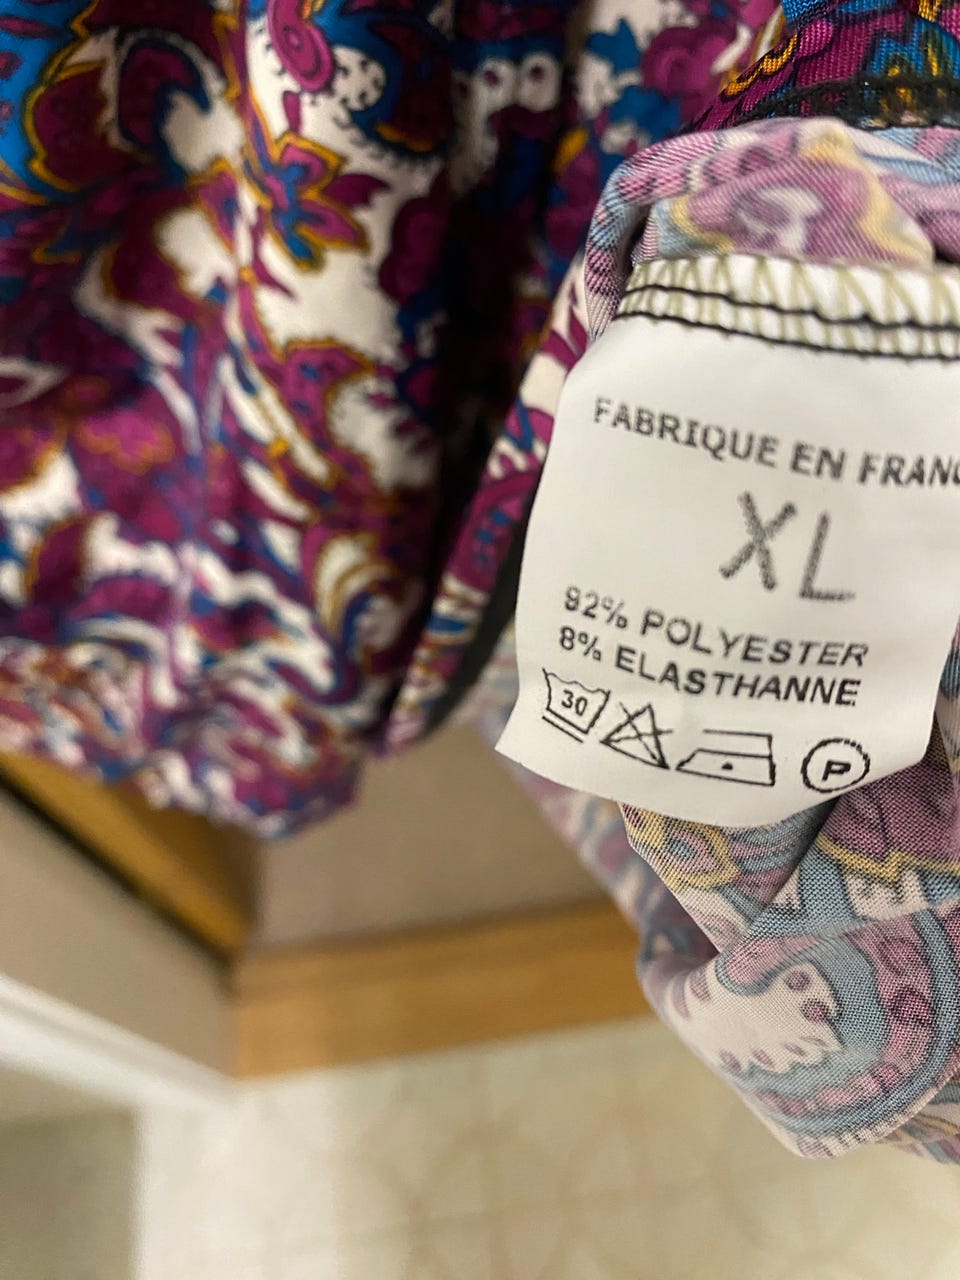 FABRIQUE EN FRANC
XL
92% POLYESTER
8% ELASTHANNE
30 P